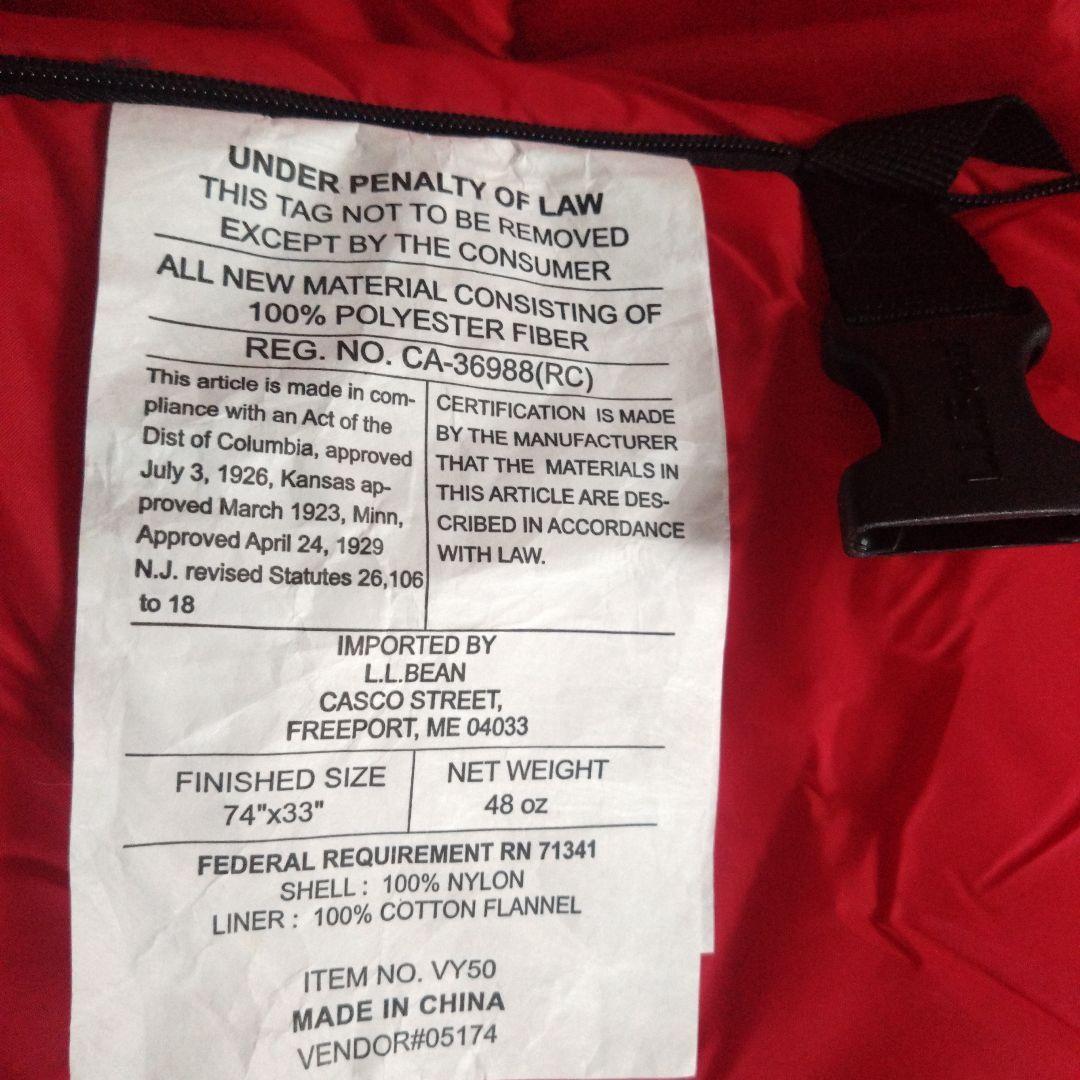 UNDER PENALTY OF LAW
THIS TAG NOT TO BE REMOVED
EXCEPT BY THE CONSUMER
ALL NEW MATERIAL CONSISTING OF
100% POLYESTER FIBER
REG. NO. CA-36988(RC)
This article is made in com-
pliance with an Act of the
Dist of Columbia, approved
July 3, 1926, Kansas ap-
proved March 1923, Minn,
Approved April 24, 1929
N.J. revised Statutes 26,106
to 18
CERTIFICATION IS MADE
BY THE MANUFACTURER
THAT THE MATERIALS IN
THIS ARTICLE ARE DES-
CRIBED IN ACCORDANCE
WITH LAW.
IMPORTED BY
L.L.BEAN
CASCO STREET,
FREEPORT, ME 04033
FINISHED SIZE
74"x33"
NET WEIGHT
48 oz
FEDERAL REQUIREMENT RN 71341
SHELL : 100% NYLON
LINER : 100% COTTON FLANNEL
ITEM NO. VY50
MADE IN CHINA
VENDOR#05174